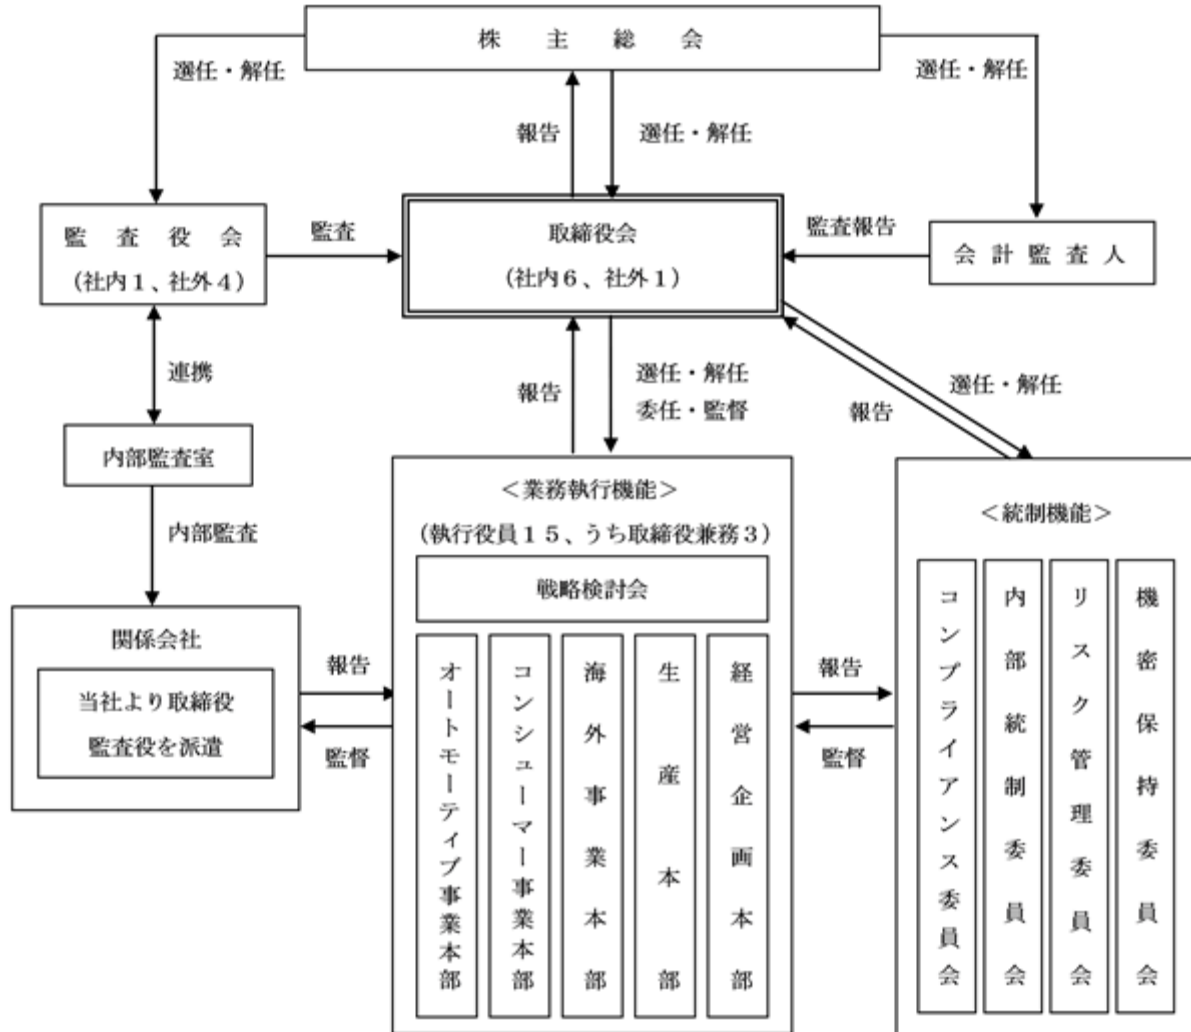 株主総会
選任・解任
選任・解任
報告
選任・解任
監査役会
（社内１、社外４）
監査
取締役会
（社内６、社外１）
監査報告
会計監査人
連携
報告
選任・解任
委任・監督
選任・解任
報告
内部監査室
内部監査
＜業務執行機能＞
（執行役員１５、うち取締役兼務３）
戦略検討会
オートモーティブ事業本部
コンシューマー事業本部
海外事業本部
生産本部
経営企画本部
＜統制機能＞
コンプライアンス委員会
内部統制委員会
リスク管理委員会
機密保持委員会
関係会社
当社より取締役
監査役を派遣
報告
監督
報告
監督